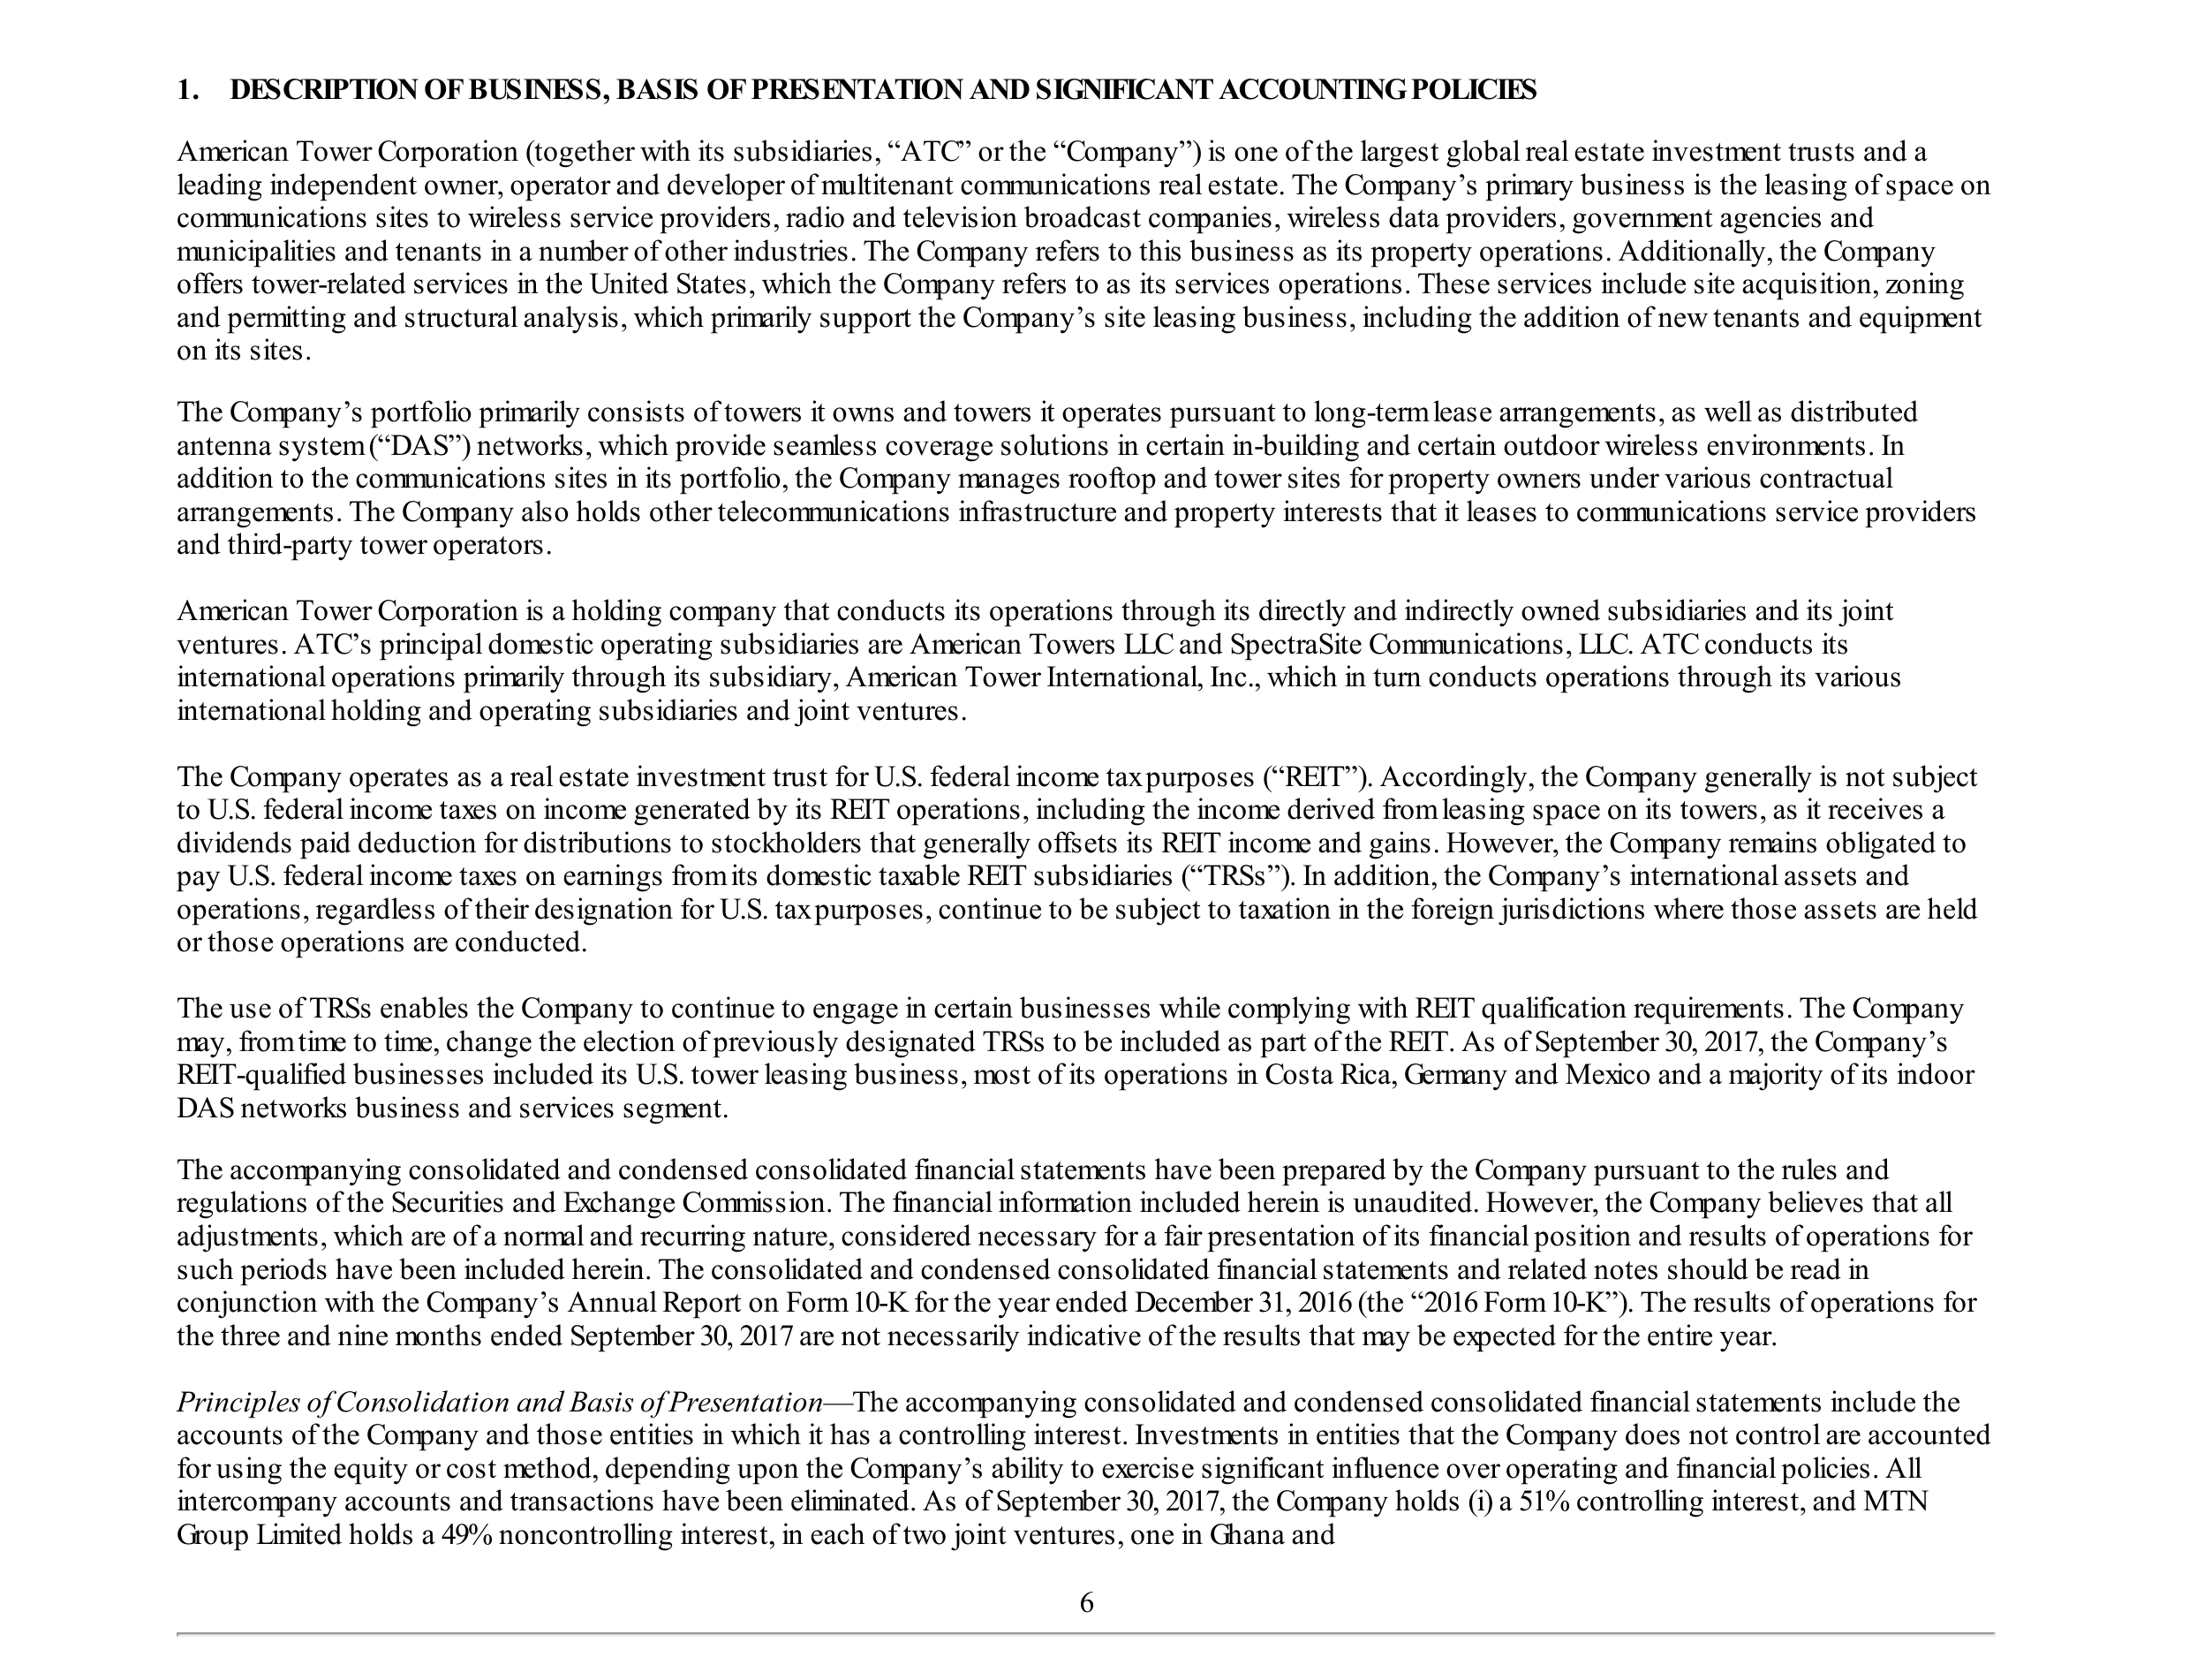 1. DESCRIPTION OF BUSINESS, BASIS OF PRESENTATION AND SIGNIFICANT ACCOUNTING POLICIES
American Tower Corporation (together with its subsidiaries, “ATC” or the “Company”) is one of the largest global real estate investment trusts and a
leading independent owner, operator and developer of multitenant communications real estate. The Company’s primary business is the leasing of space on
communications sites to wireless service providers, radio and television broadcast companies, wireless data providers, government agencies and
municipalities and tenants in a number of other industries. The Company refers to this business as its property operations. Additionally, the Company
offers tower-related services in the United States, which the Company refers to as its services operations. These services include site acquisition, zoning
and permitting and structural analysis, which primarily support the Company’s site leasing business, including the addition of new tenants and equipment
on its sites.
The Company’s portfolio primarily consists of towers it owns and towers it operates pursuant to long-term lease arrangements, as well as distributed
antenna system (“DAS”) networks, which provide seamless coverage solutions in certain in-building and certain outdoor wireless environments. In
addition to the communications sites in its portfolio, the Company manages rooftop and tower sites for property owners under various contractual
arrangements. The Company also holds other telecommunications infrastructure and property interests that it leases to communications service providers
and third-party tower operators.
American Tower Corporation is a holding company that conducts its operations through its directly and indirectly owned subsidiaries and its joint
ventures. ATC’s principal domestic operating subsidiaries are American Towers LLC and SpectraSite Communications, LLC. ATC conducts its
international operations primarily through its subsidiary, American Tower International, Inc., which in turn conducts operations through its various
international holding and operating subsidiaries and joint ventures.
The Company operates as a real estate investment trust for U.S. federal income tax purposes (“REIT”). Accordingly, the Company generally is not subject
to U.S. federal income taxes on income generated by its REIT operations, including the income derived from leasing space on its towers, as it receives a
dividends paid deduction for distributions to stockholders that generally offsets its REIT income and gains. However, the Company remains obligated to
pay U.S. federal income taxes on earnings from its domestic taxable REIT subsidiaries (“TRSs”). In addition, the Company’s international assets and
operations, regardless of their designation for U.S. tax purposes, continue to be subject to taxation in the foreign jurisdictions where those assets are held
or those operations are conducted.
The use of TRSs enables the Company to continue to engage in certain businesses while complying with REIT qualification requirements. The Company
may, from time to time, change the election of previously designated TRSs to be included as part of the REIT. As of September 30, 2017, the Company’s
REIT-qualified businesses included its U.S. tower leasing business, most of its operations in Costa Rica, Germany and Mexico and a majority of its indoor
DAS networks business and services segment.
The accompanying consolidated and condensed consolidated financial statements have been prepared by the Company pursuant to the rules and
regulations of the Securities and Exchange Commission. The financial information included herein is unaudited. However, the Company believes that all
adjustments, which are of a normal and recurring nature, considered necessary for a fair presentation of its financial position and results of operations for
such periods have been included herein. The consolidated and condensed consolidated financial statements and related notes should be read in
conjunction with the Company’s Annual Report on Form 10-K for the year ended December 31, 2016 (the “2016 Form 10-K”). The results of operations for
the three and nine months ended September 30, 2017 are not necessarily indicative of the results that may be expected for the entire year.
Principles of Consolidation and Basis of Presentation—The accompanying consolidated and condensed consolidated financial statements include the
accounts of the Company and those entities in which it has a controlling interest. Investments in entities that the Company does not control are accounted
for using the equity or cost method, depending upon the Company’s ability to exercise significant influence over operating and financial policies. All
intercompany accounts and transactions have been eliminated. As of September 30, 2017, the Company holds (i) a 51% controlling interest, and MTN
Group Limited holds a 49% noncontrolling interest, in each of two joint ventures, one in Ghana and
6